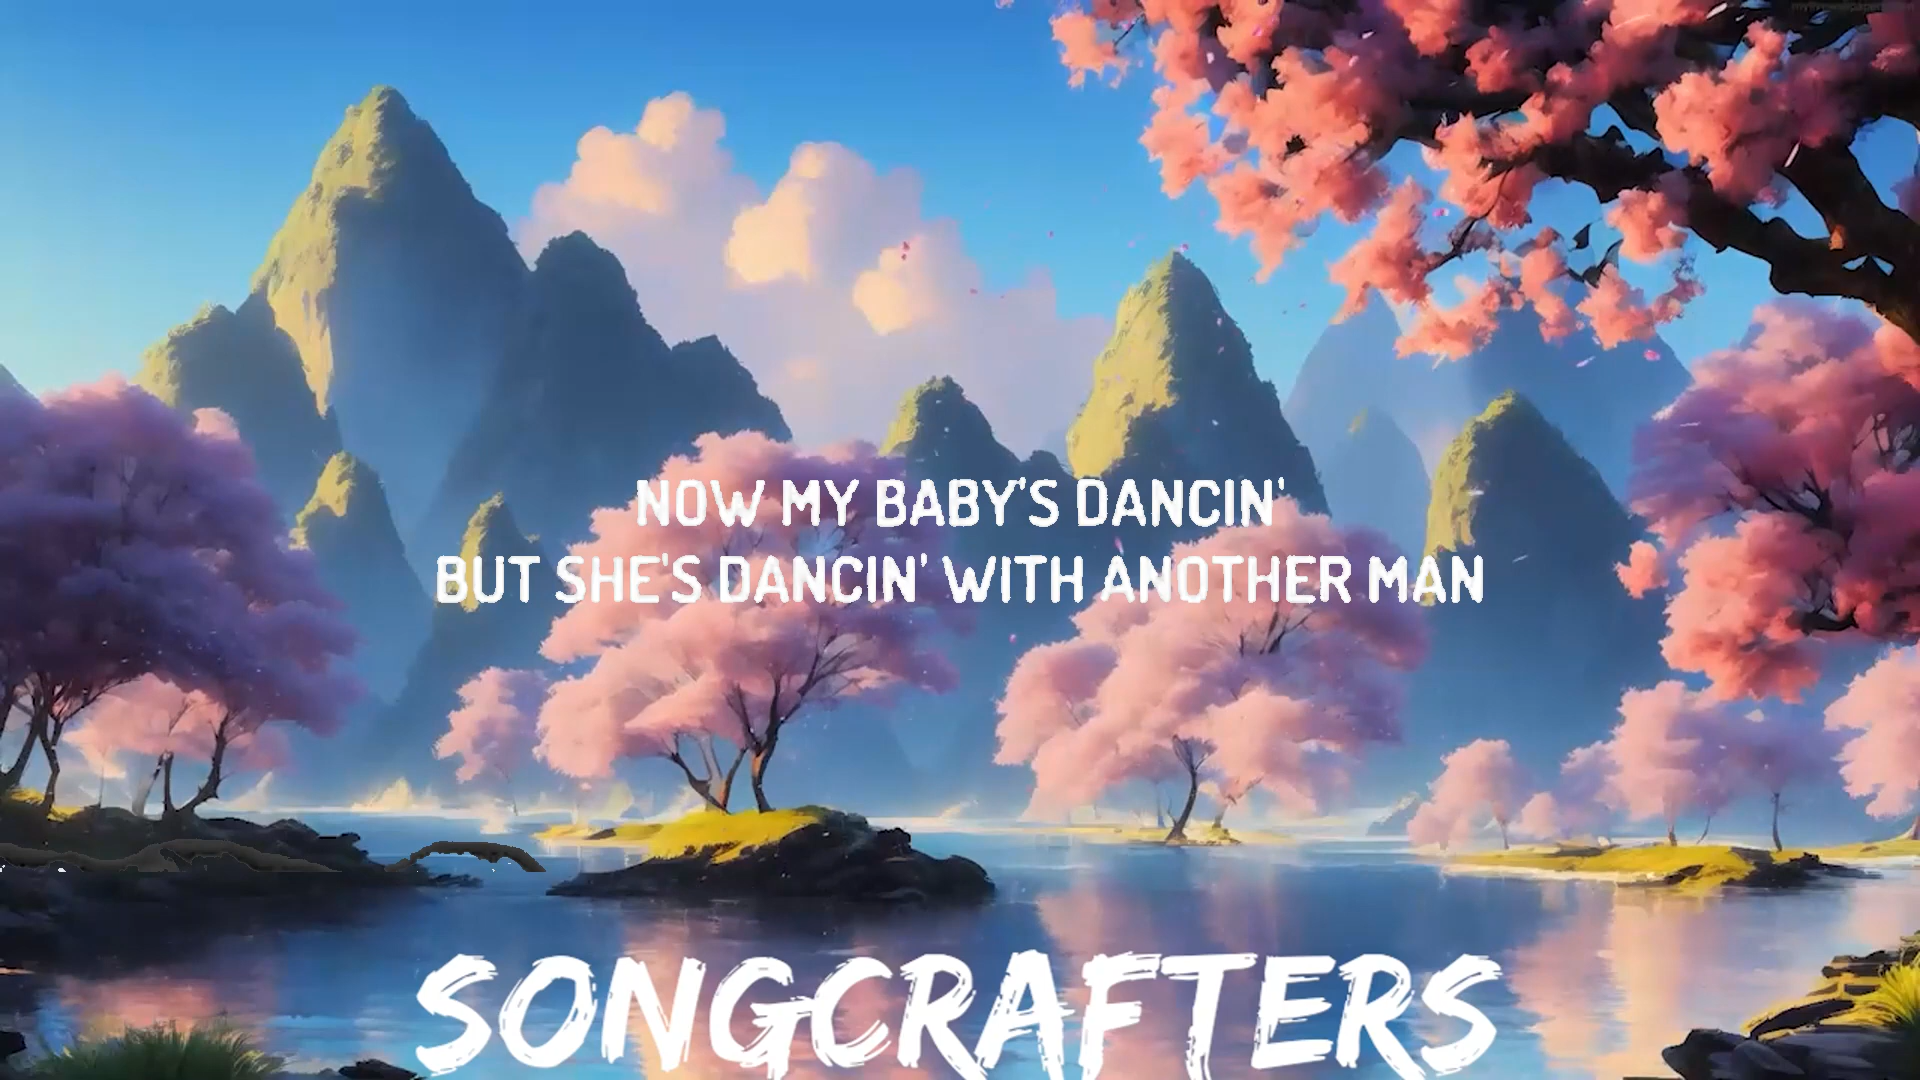 NOW MY BABY'S DANCIN'
BUT SHE'S DANCIN' WITH ANOTHER MAN
SONGCRAFTERS